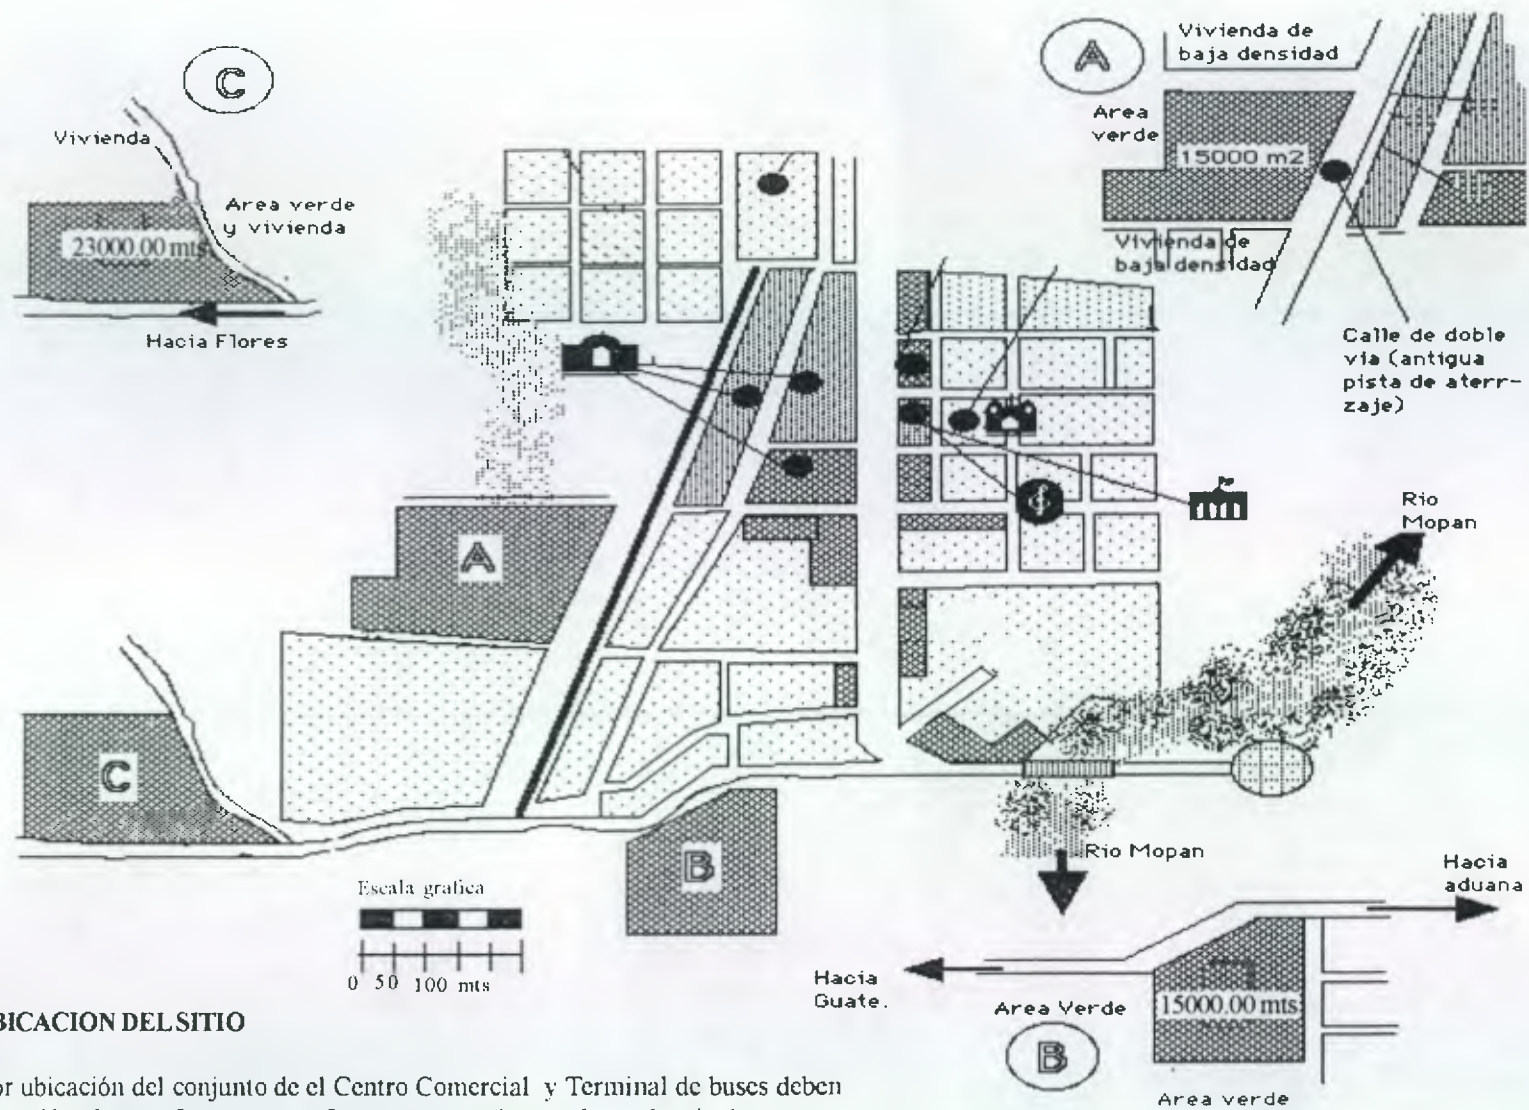 C
Vivienda
Area verde
y vivienda
23000.00 mts
Hacia Flores
A
Vivienda de
baja densidad
Area
verde
15000 m2
Vivienda de
baja densidad
Calle de doble
via (antigua
pista de aterr-
zaje)
A
Rio
Mopan
C
B
Rio Mopan
Escala grafica
0 50 100 mts
Hacia
aduana
Hacia
Guate.
Area Verde
15000.00 mts
B
Area verde
BICACION DEL SITIO
or ubicación del conjunto de el Centro Comercial y Terminal de buses deben